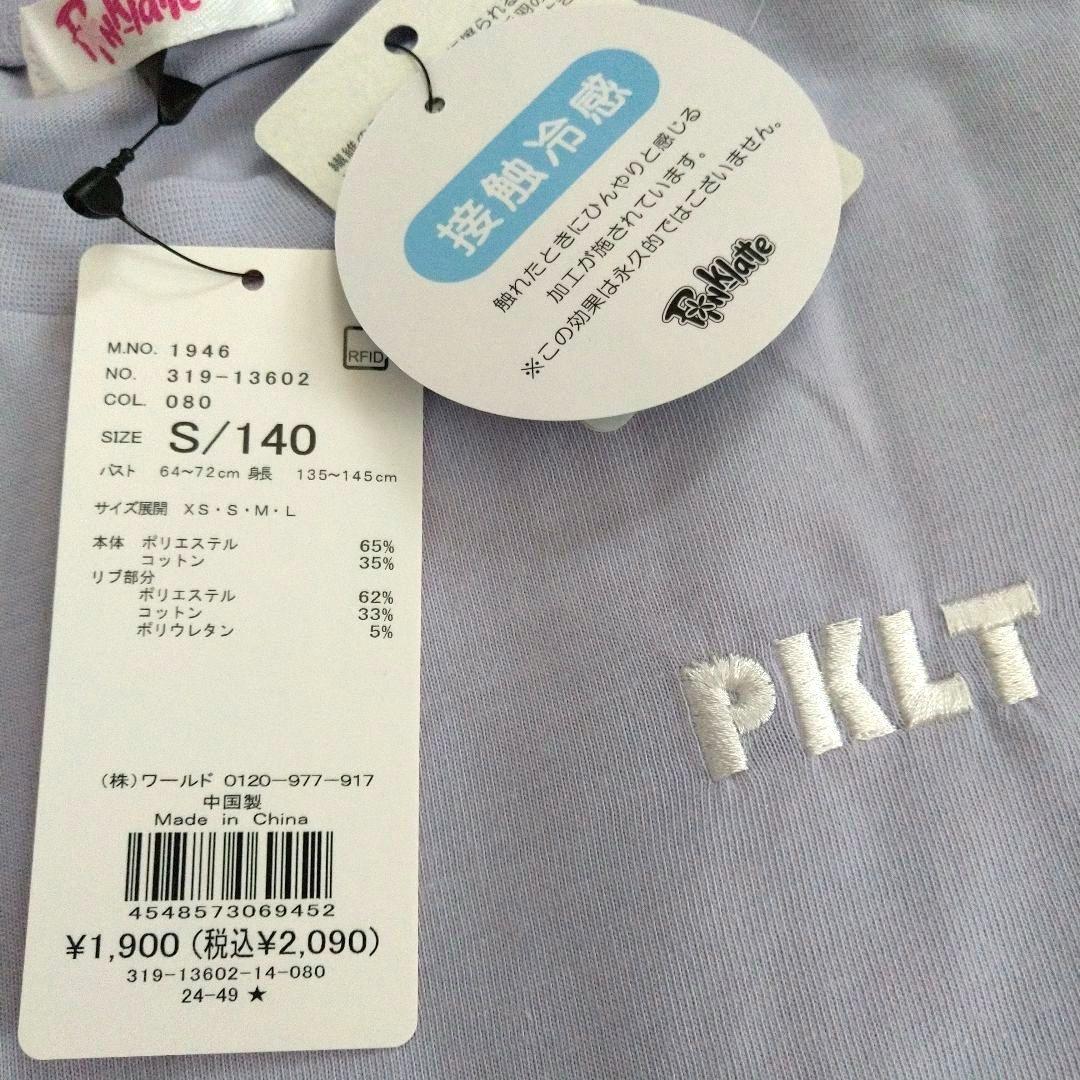 PinkLatte
接触冷感
触れたときにひんやりと感じる
加工が施されています。
※この効果は永久的ではございません。
PinkLatte
RFID
M.NO. 1946
NO. 319-13602
COL. 080
SIZE S/140
バスト 64~72cm 身長 135~145cm
サイズ展開 XS・S・M・L
本体 ポリエステル 65%
コットン 35%
リブ部分
ポリエステル 62%
コットン 33%
ポリウレタン 5%
(株)ワールド 0120-977-917
中国製
Made in China
4548573069452
¥1,900(税込¥2,090)
319-13602-14-080
24-49 ★
PKLT